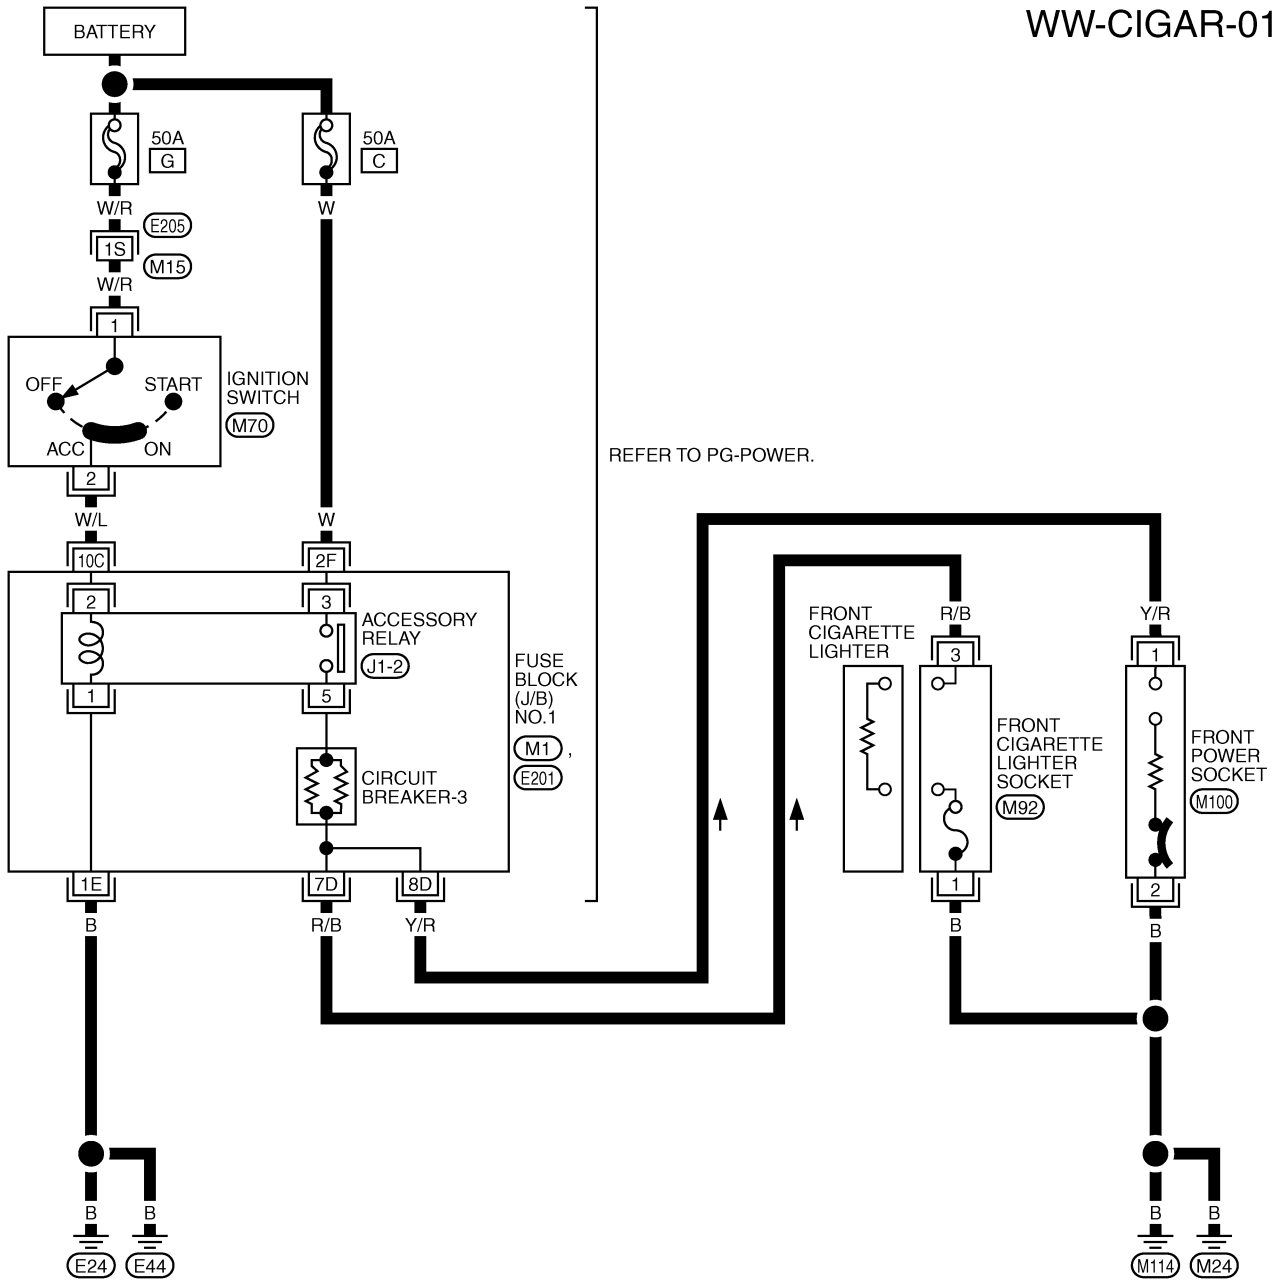 WW-CIGAR-01
BATTERY
50A
G
50A
C
W/R
W
E205
1S
M15
W/R
1
OFF
START
ACC
ON
IGNITION
SWITCH
M70
2
W/L
W
REFER TO PG-POWER.
10C
2F
2
3
ACCESSORY
RELAY
J1-2
1
5
FUSE
BLOCK
(J/B)
NO.1
M1 ,
E201
CIRCUIT
BREAKER-3
1E
7D
8D
B
R/B
Y/R
FRONT
CIGARETTE
LIGHTER
R/B
Y/R
3
1
FRONT
CIGARETTE
LIGHTER
SOCKET
M92
FRONT
POWER
SOCKET
M100
1
2
B
B
B
B
B
B
E24
E44
M114
M24